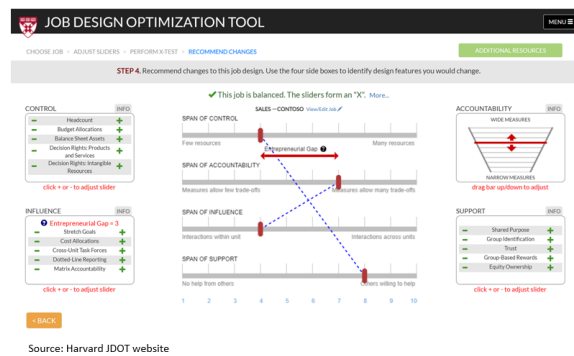 JOB DESIGN OPTIMIZATION TOOL
MENU ☰
CHOOSE JOB > ADJUST SLIDERS > PERFORM X-TEST > RECOMMEND CHANGES
ADDITIONAL RESOURCES
STEP 4. Recommend changes to this job design. Use the four side boxes to identify design features you would change.
✔ This job is balanced. The sliders form an "X". More...
SALES — CONTOSO View/Edit Job
CONTROL INFO
– Headcount +
– Budget Allocations +
– Balance Sheet Assets +
– Decision Rights: Products and Services +
– Decision Rights: Intangible Resources +
click + or - to adjust slider
INFLUENCE INFO
? Entrepreneurial Gap = 3
– Stretch Goals +
– Cost Allocations +
– Cross-Unit Task Forces +
– Dotted-Line Reporting +
– Matrix Accountability +
click + or - to adjust slider
SPAN OF CONTROL
Few resources Many resources
Entrepreneurial Gap ?
SPAN OF ACCOUNTABILITY
Measures allow few trade-offs Measures allow many trade-offs
SPAN OF INFLUENCE
Interactions within unit Interactions across units
SPAN OF SUPPORT
No help from others Others willing to help
1 2 3 4 5 6 7 8 9 10
ACCOUNTABILITY INFO
WIDE MEASURES
NARROW MEASURES
drag bar up/down to adjust
SUPPORT INFO
– Shared Purpose +
– Group Identification +
– Trust +
– Group-Based Rewards +
– Equity Ownership +
click + or - to adjust slider
< BACK
Source: Harvard JDOT website